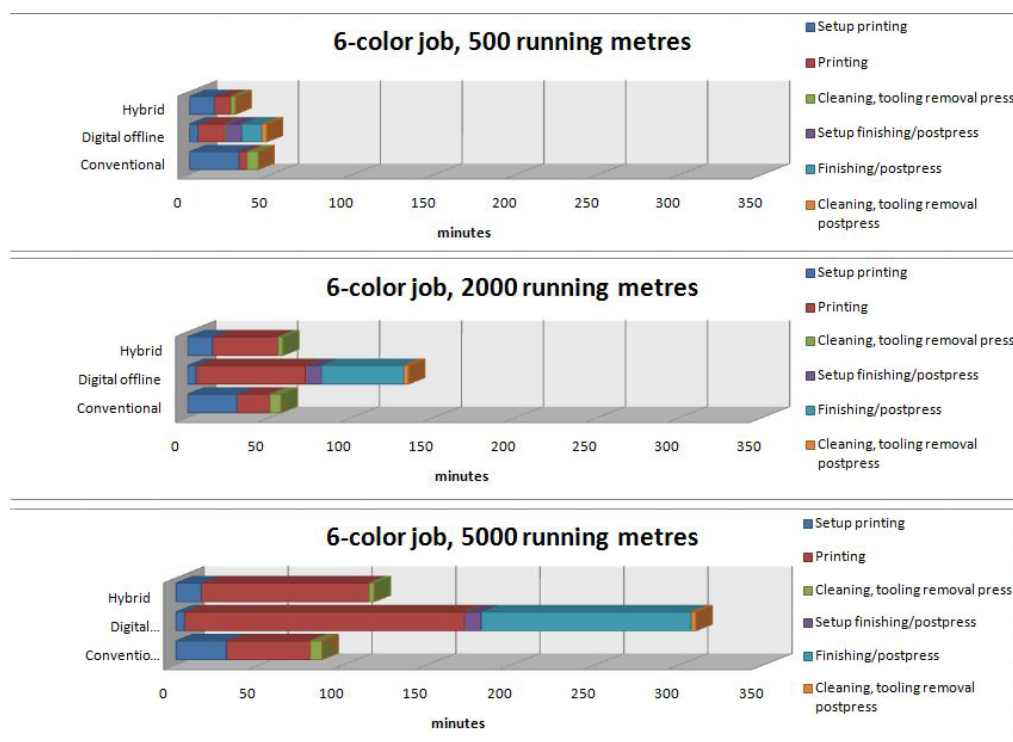 6-color job, 500 running metres
Hybrid
Digital offline
Conventional
0 50 100 150 200 250 300 350
minutes
Setup printing
Printing
Cleaning, tooling removal press
Setup finishing/postpress
Finishing/postpress
Cleaning, tooling removal
postpress
6-color job, 2000 running metres
Hybrid
Digital offline
Conventional
0 50 100 150 200 250 300 350
minutes
Setup printing
Printing
Cleaning, tooling removal press
Setup finishing/postpress
Finishing/postpress
Cleaning, tooling removal
postpress
6-color job, 5000 running metres
Hybrid
Digital...
Conventio...
0 50 100 150 200 250 300 350
minutes
Setup printing
Printing
Cleaning, tooling removal press
Setup finishing/postpress
Finishing/postpress
Cleaning, tooling removal
postpress